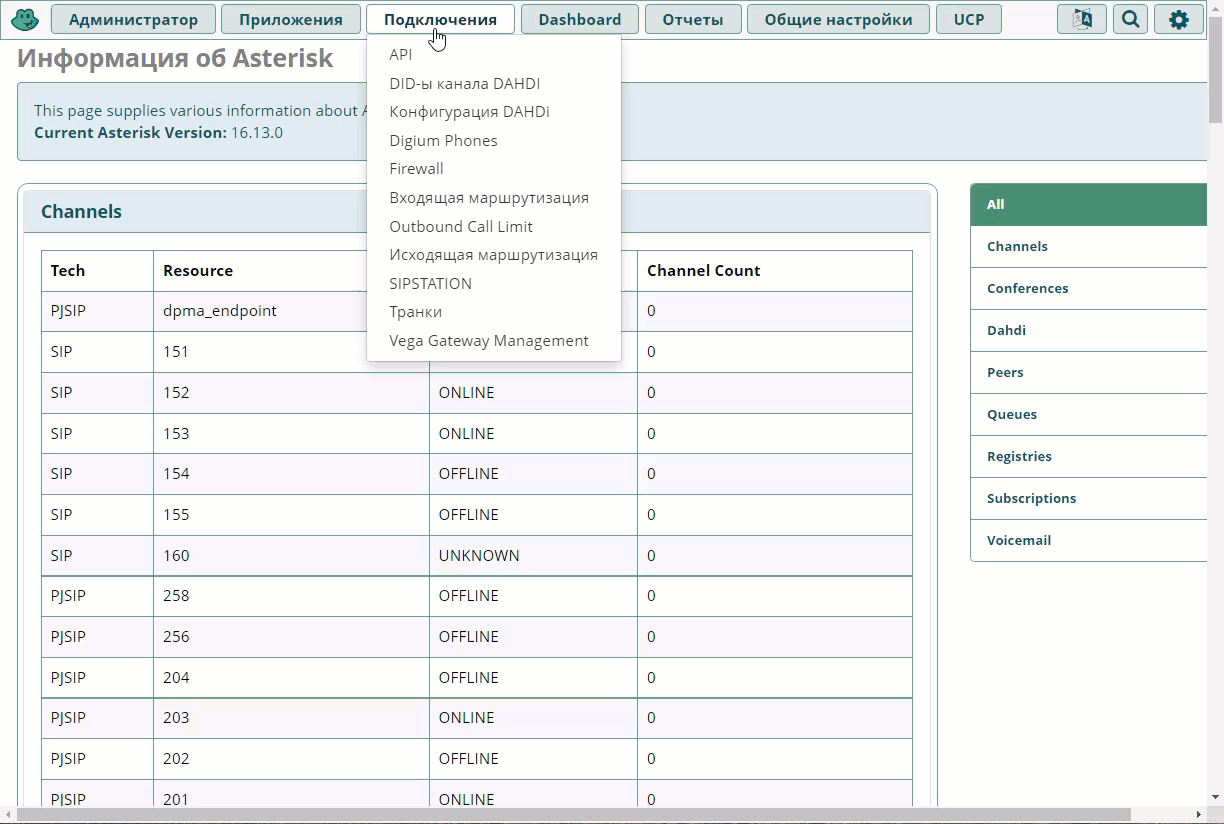 Администратор Приложения Подключения Dashboard Отчеты Общие настройки UCP
Информация об Asterisk
This page supplies various information about
Current Asterisk Version: 16.13.0
API
DID-ы канала DAHDI
Конфигурация DAHDi
Digium Phones
Firewall
Входящая маршрутизация
Outbound Call Limit
Исходящая маршрутизация
SIPSTATION
Транки
Vega Gateway Management
Channels
Tech Resource Channel Count
PJSIP dpma_endpoint 0
SIP 151 0
SIP 152 ONLINE 0
SIP 153 ONLINE 0
SIP 154 OFFLINE 0
SIP 155 OFFLINE 0
SIP 160 UNKNOWN 0
PJSIP 258 OFFLINE 0
PJSIP 256 OFFLINE 0
PJSIP 204 OFFLINE 0
PJSIP 203 ONLINE 0
PJSIP 202 OFFLINE 0
PJSIP 201 ONLINE 0
All
Channels
Conferences
Dahdi
Peers
Queues
Registries
Subscriptions
Voicemail